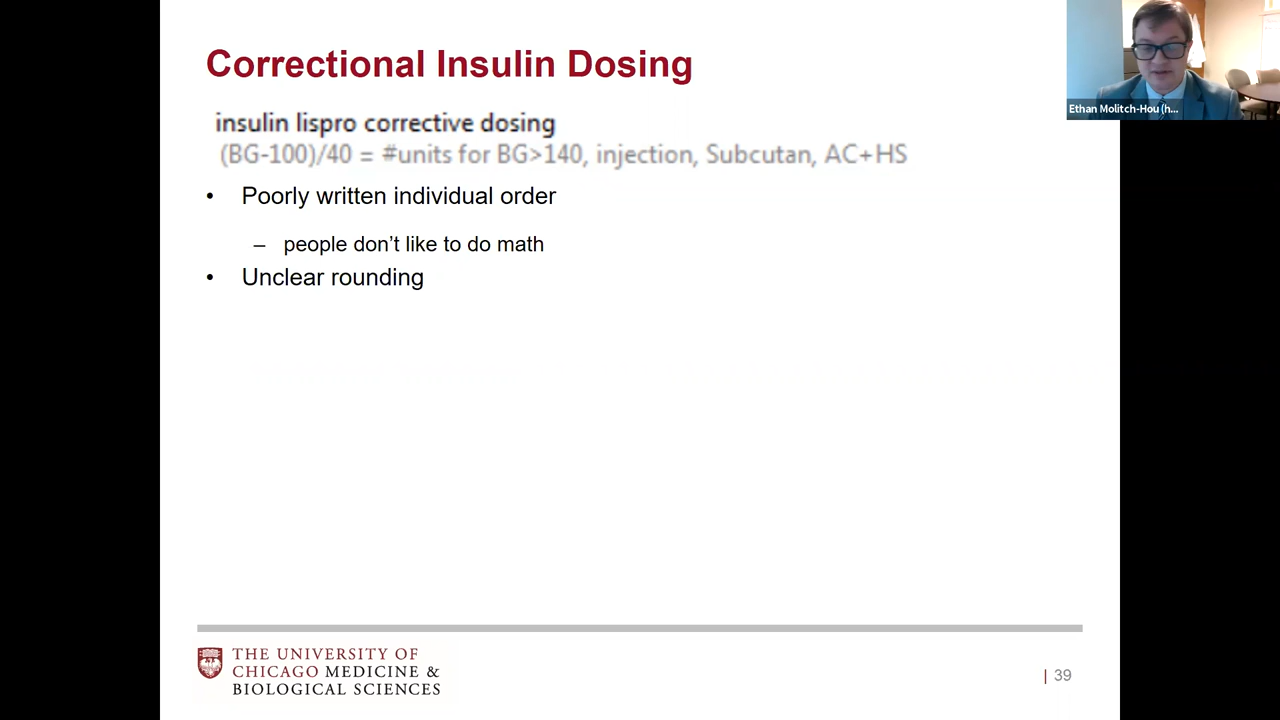 Correctional Insulin Dosing
Ethan Molitch-Hou (h...
insulin lispro corrective dosing
(BG-100)/40 = #units for BG>140, injection, Subcutan, AC+HS
• Poorly written individual order
– people don’t like to do math
• Unclear rounding
THE UNIVERSITY OF
CHICAGO MEDICINE &
BIOLOGICAL SCIENCES
| 39